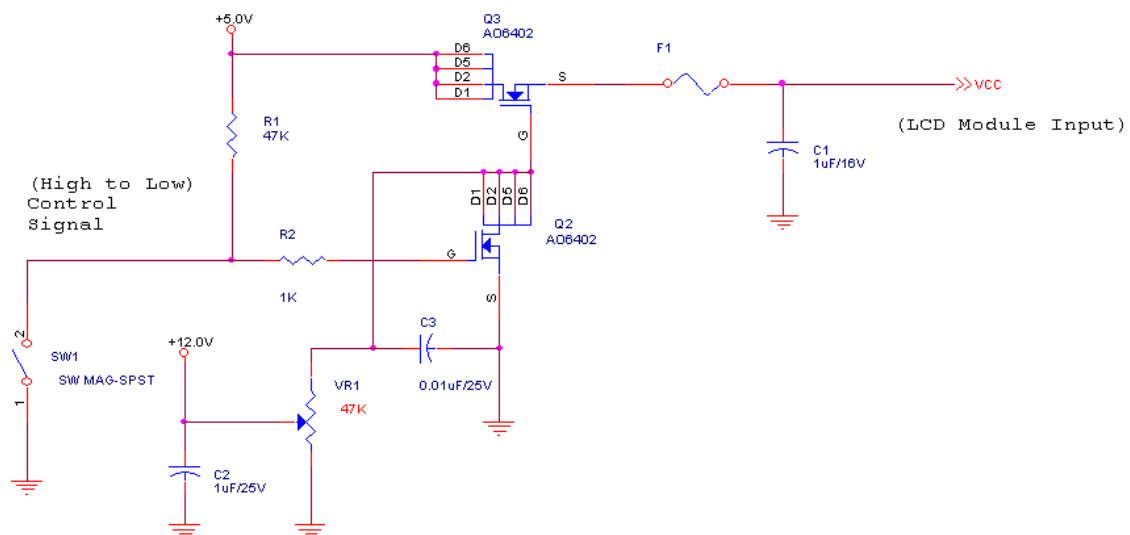 +5.0V
Q3
AO6402
D6
D5
D2
D1
S
G
F1
VCC
(LCD Module Input)
R1
47K
C1
1uF/16V
(High to Low)
Control
Signal
D1
D2
D5
D6
Q2
AO6402
R2
1K
G
S
C3
0.01uF/25V
2
SW1
SW MAG-SPST
1
+12.0V
VR1
47K
C2
1uF/25V